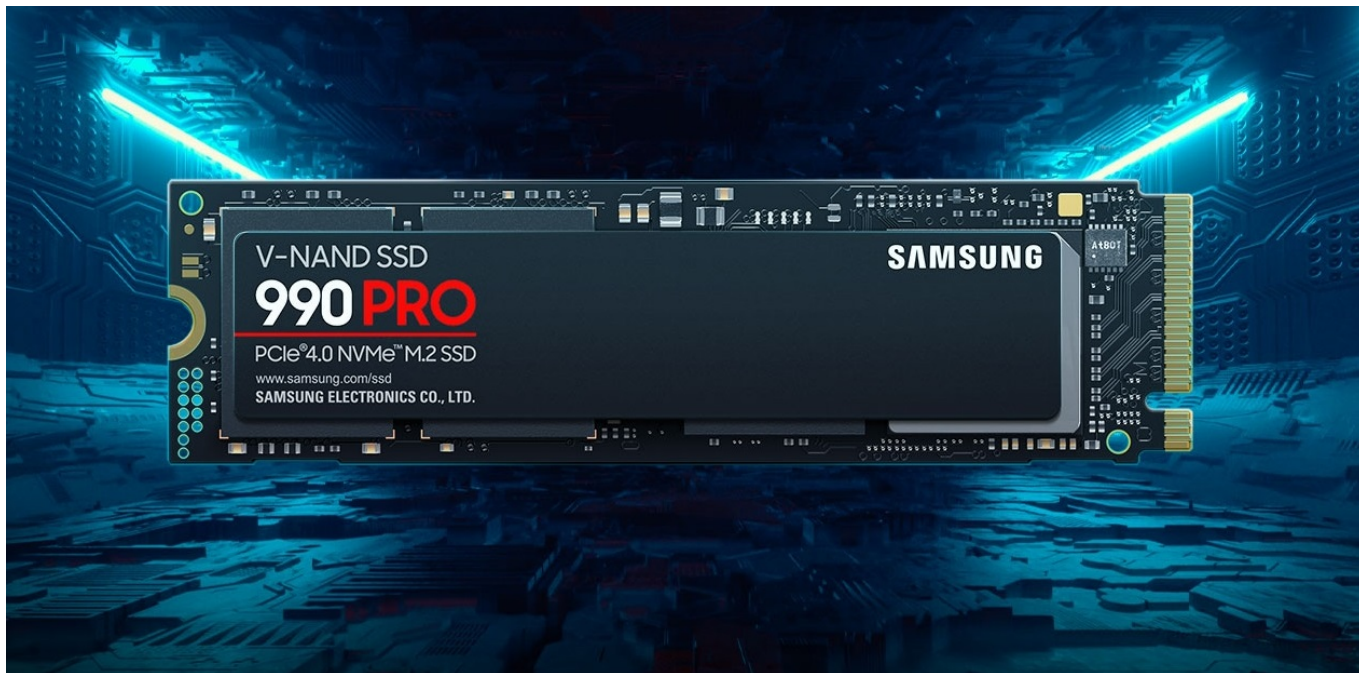 V-NAND SSD
SAMSUNG
990 PRO
PCIe®4.0 NVMe™ M.2 SSD
www.samsung.com/ssd
SAMSUNG ELECTRONICS CO., LTD.